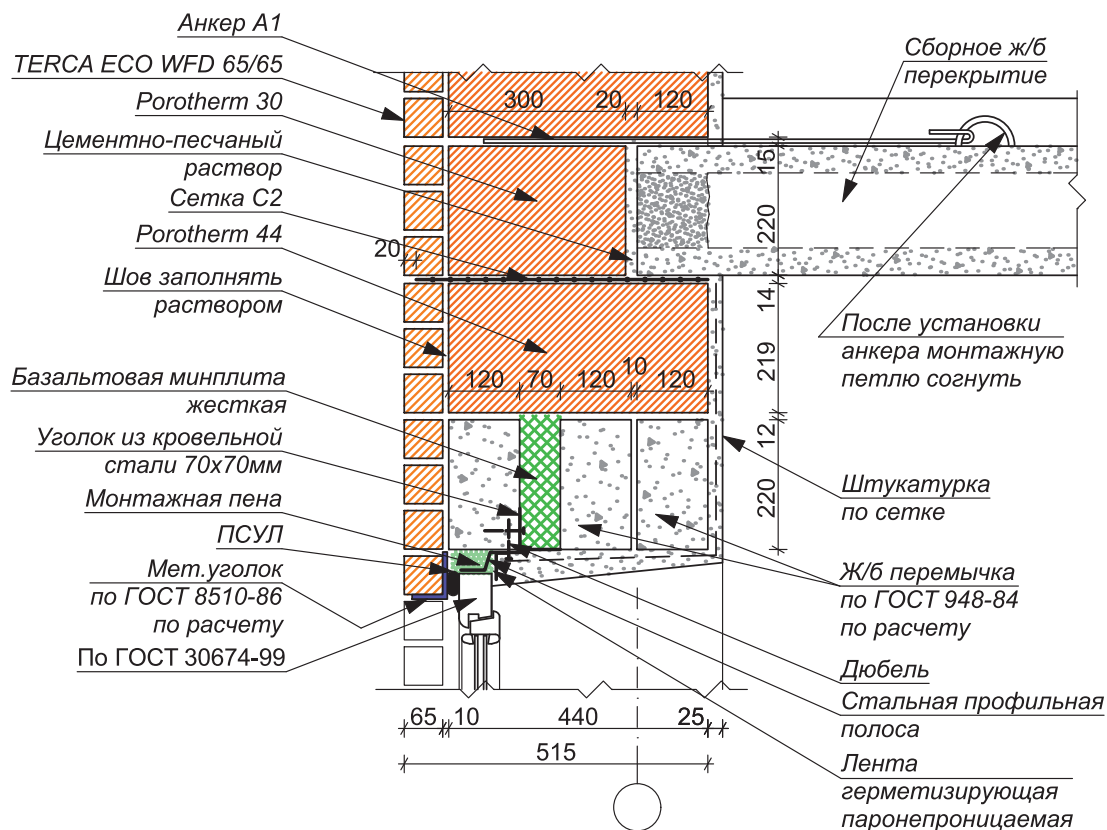 Анкер А1
TERCA ECO WFD 65/65
Porotherm 30
Цементно-песчаный
раствор
Сетка С2
Porotherm 44
20
Шов заполнять
раствором
Базальтовая минплита
жесткая
Уголок из кровельной
стали 70х70мм
Монтажная пена
ПСУЛ
Мет.уголок
по ГОСТ 8510-86
по расчету
По ГОСТ 30674-99
300
20
120
120
70
120
10
120
15
220
14
219
12
220
Сборное ж/б
перекрытие
После установки
анкера монтажную
петлю согнуть
Штукатурка
по сетке
Ж/б перемычка
по ГОСТ 948-84
по расчету
Дюбель
Стальная профильная
полоса
Лента
герметизирующая
паронепроницаемая
65
10
440
25
515